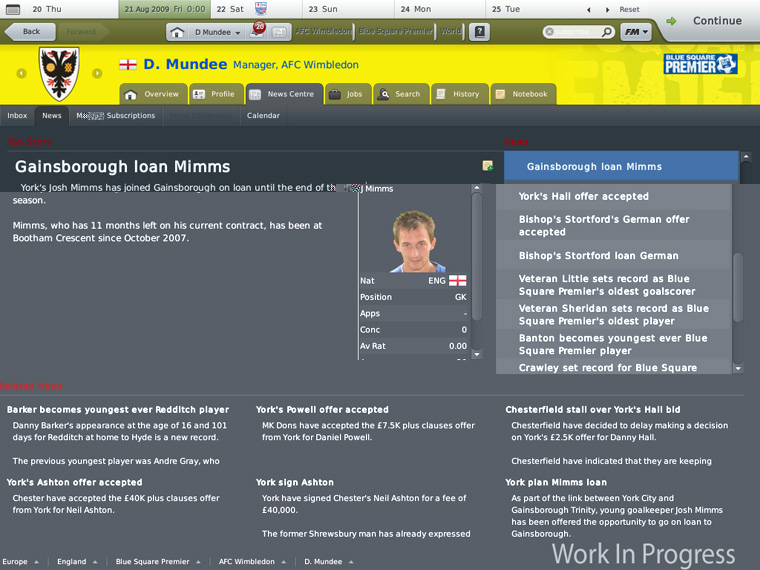 20 Thu
21 Aug 2009 Fri 0:00
22 Sat
23 Sun
24 Mon
25 Tue
Reset
Continue
Back
Forward
D Mundee
20
AFC Wimbledon
Blue Square Premier
World
?
FM
D. Mundee Manager, AFC Wimbledon
BLUE SQUARE
PREM1ER
Overview
Profile
News Centre
Jobs
Search
History
Notebook
Inbox
News
Subscriptions
Calendar
Top Story
News
Gainsborough loan Mimms
York's Josh Mimms has joined Gainsborough on loan until the end of
season.
Mimms, who has 11 months left on his current contract, has been at
Bootham Crescent since October 2007.
J Mimms
Nat ENG
Position GK
Apps -
Conc 0
Av Rat 0.00
Gainsborough loan Mimms
York's Hall offer accepted
Bishop's Stortford's German offer
accepted
Bishop's Stortford loan German
Veteran Little sets record as Blue
Square Premier's oldest goalscorer
Veteran Sheridan sets record as Blue
Square Premier's oldest player
Banton becomes youngest ever Blue
Square Premier player
Crawley set record for Blue Square
Related News
Barker becomes youngest ever Redditch player
Danny Barker's appearance at the age of 16 and 101
days for Redditch at home to Hyde is a new record.
The previous youngest player was Andre Gray, who
York's Powell offer accepted
MK Dons have accepted the £7.5K plus clauses offer
from York for Daniel Powell.
Chesterfield stall over York's Hall bid
Chesterfield have decided to delay making a decision
on York's £2.5K offer for Danny Hall.
Chesterfield have indicated that they are keeping
York's Ashton offer accepted
Chester have accepted the £40K plus clauses offer
from York for Neil Ashton.
York sign Ashton
York have signed Chester's Neil Ashton for a fee of
£40,000.
The former Shrewsbury man has already expressed
York plan Mimms loan
As part of the link between York City and
Gainsborough Trinity, young goalkeeper Josh Mimms
has been offered the opportunity to go on loan to
Gainsborough.
Europe
England
Blue Square Premier
AFC Wimbledon
D. Mundee
Work In Progress